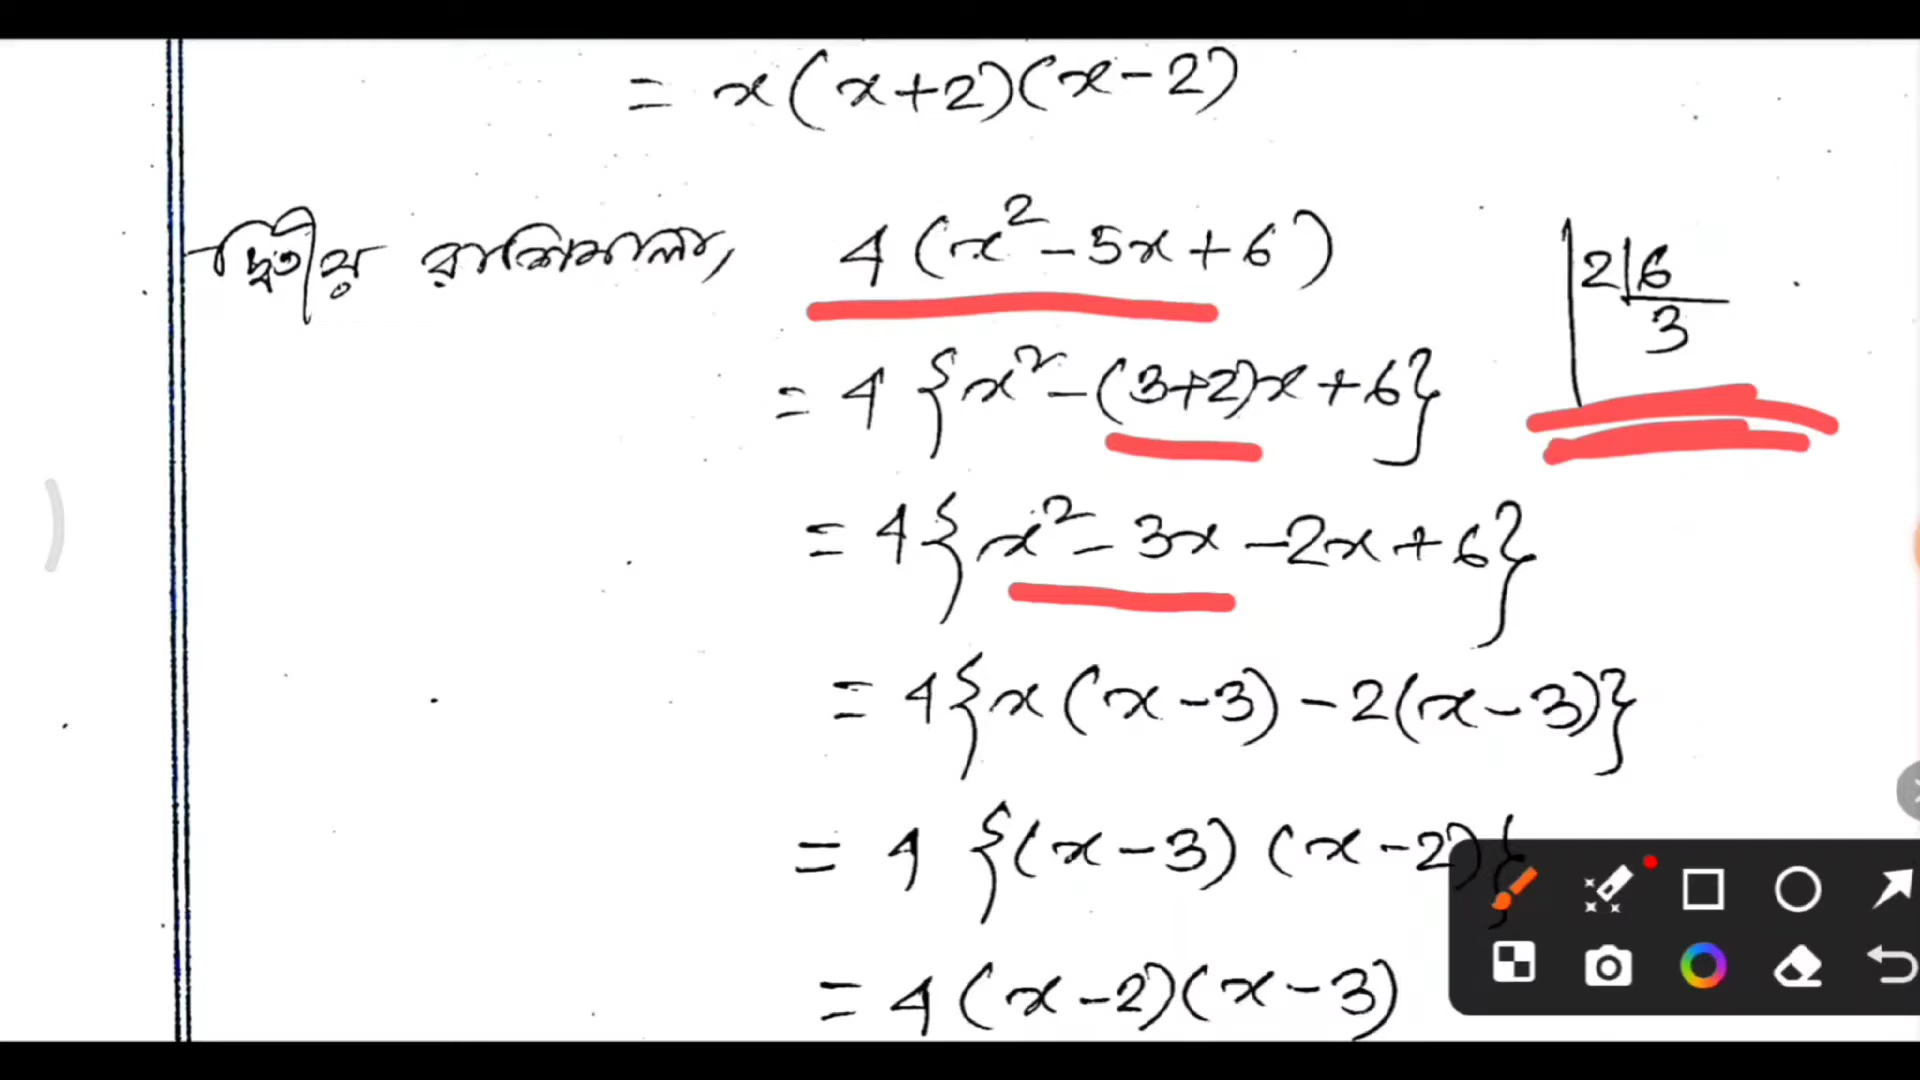 = x(x+2)(x-2)
দ্বিতীয় রাশিমালা, 4(x²-5x+6)
2|6
3
= 4{x²-(3+2)x+6}
= 4{x²-3x-2x+6}
= 4{x(x-3)-2(x-3)}
= 4{(x-3)(x-2)}
= 4(x-2)(x-3)